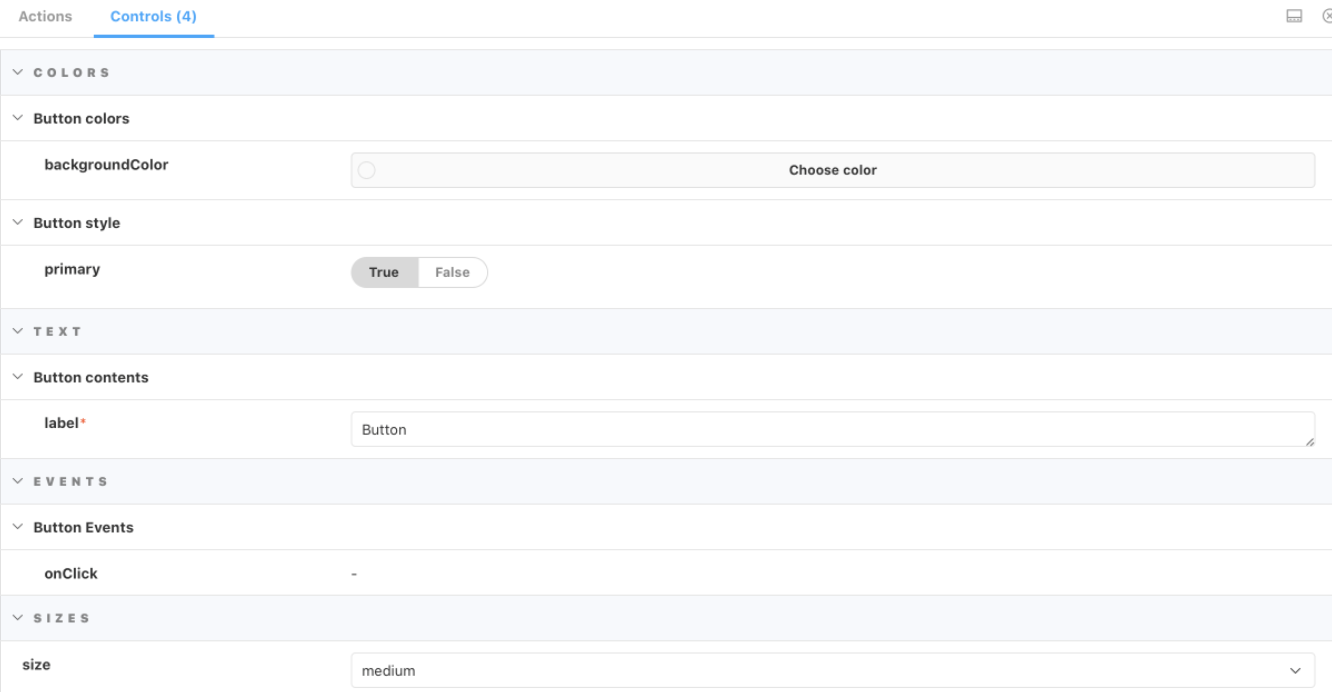 Actions Controls (4)
COLORS
Button colors
backgroundColor Choose color
Button style
primary True False
TEXT
Button contents
label* Button
EVENTS
Button Events
onClick -
SIZES
size medium